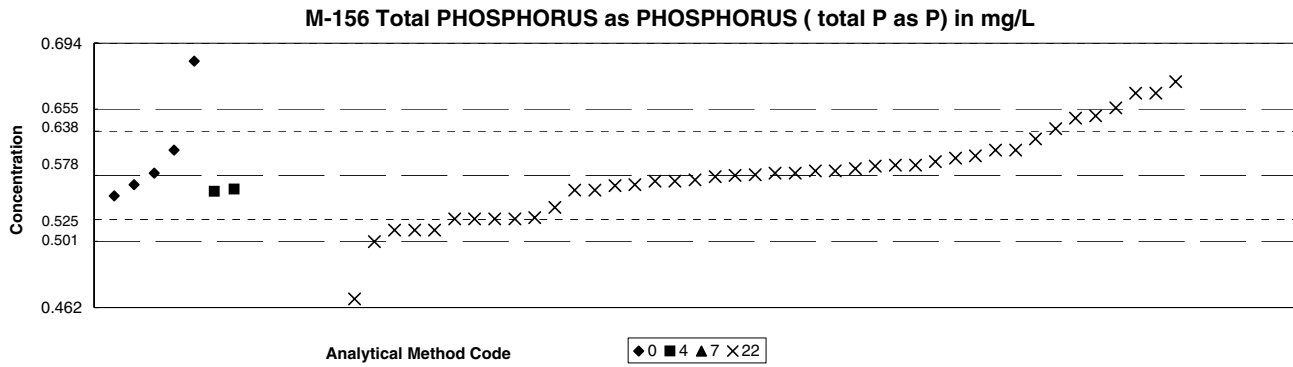 M-156 Total PHOSPHORUS as PHOSPHORUS ( total P as P) in mg/L
0.694
0.655
0.638
0.578
0.525
0.501
0.462
Concentration
Analytical Method Code
0 4 7 22